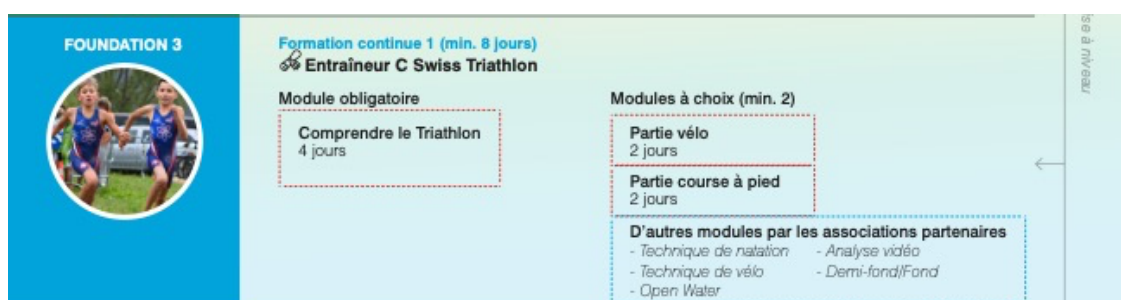 FOUNDATION 3
Formation continue 1 (min. 8 jours)
Entraîneur C Swiss Triathlon
Module obligatoire
Comprendre le Triathlon
4 jours
Modules à choix (min. 2)
Partie vélo
2 jours
Partie course à pied
2 jours
D'autres modules par les associations partenaires
- Technique de natation
- Technique de vélo
- Open Water
- Analyse vidéo
- Demi-fond/Fond
à niveau